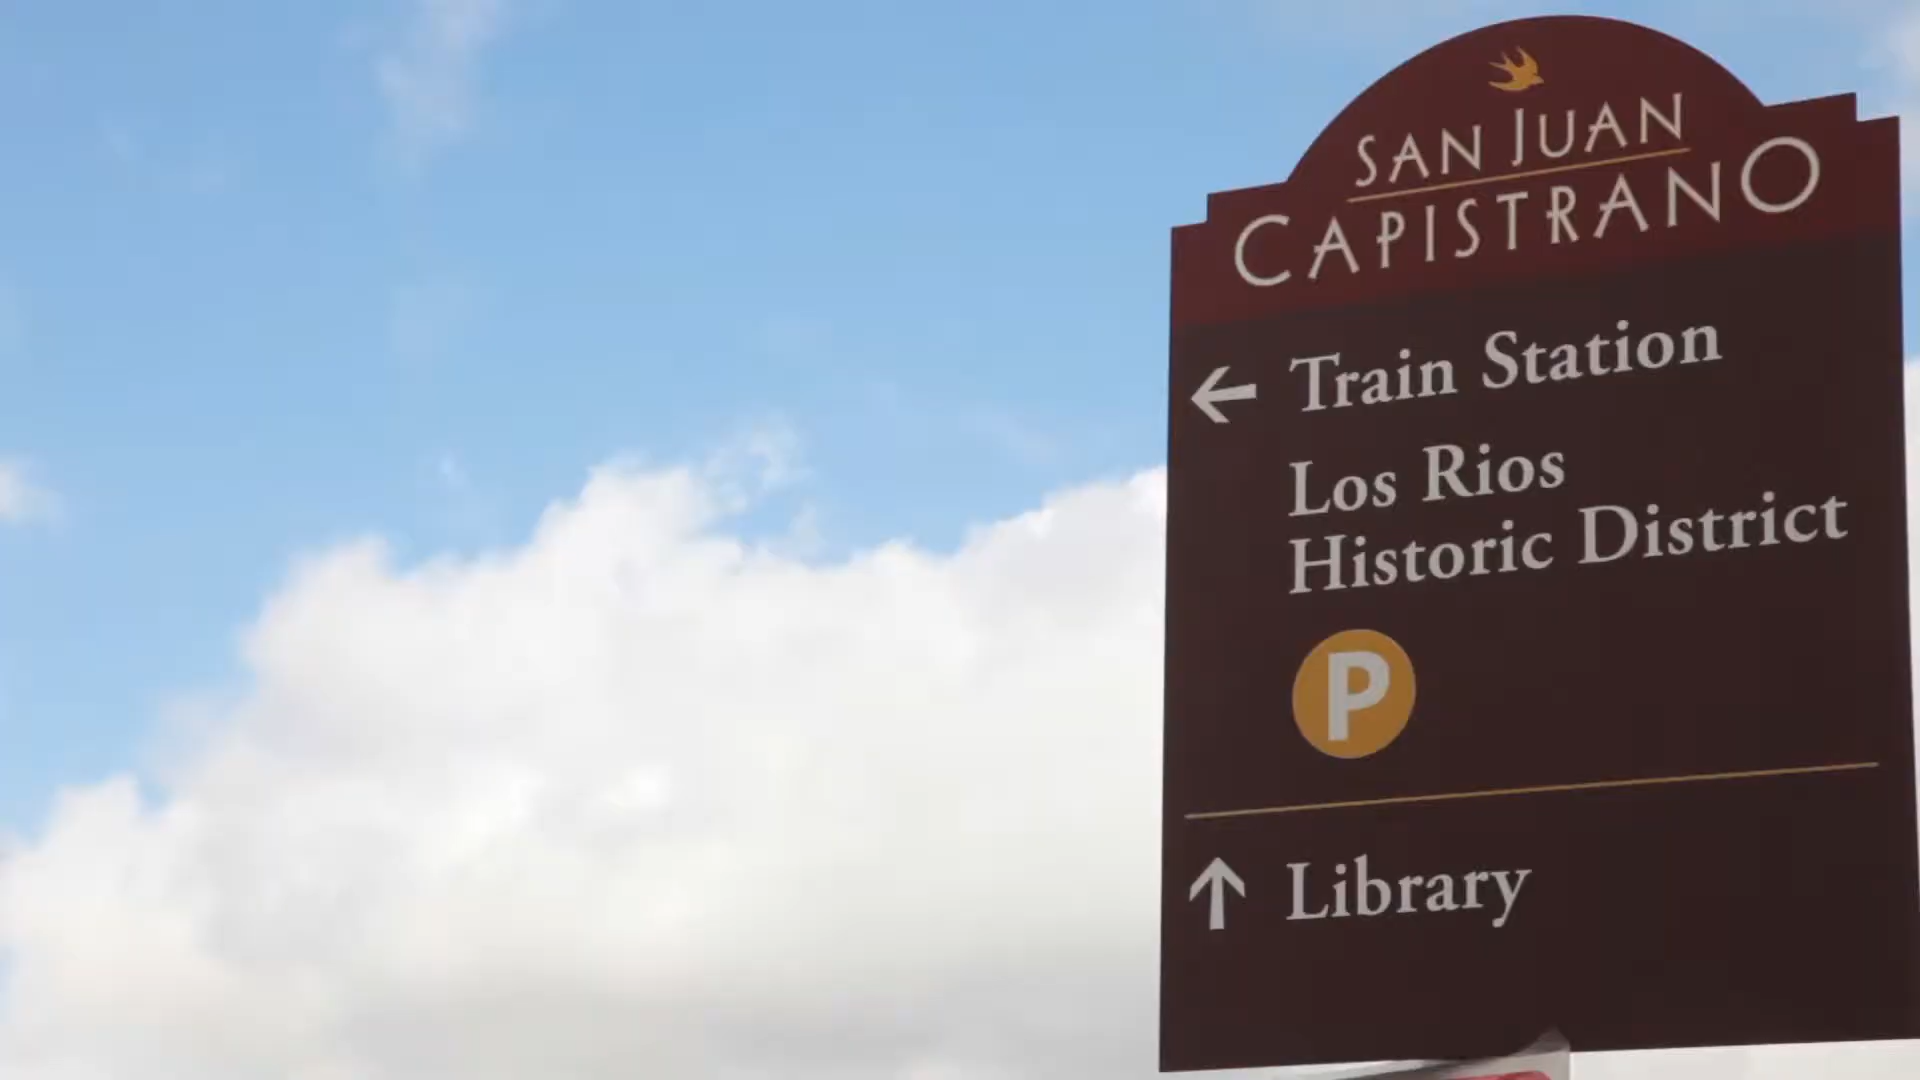 SAN JUAN
CAPISTRANO
← Train Station
Los Rios
Historic District
P
↑ Library